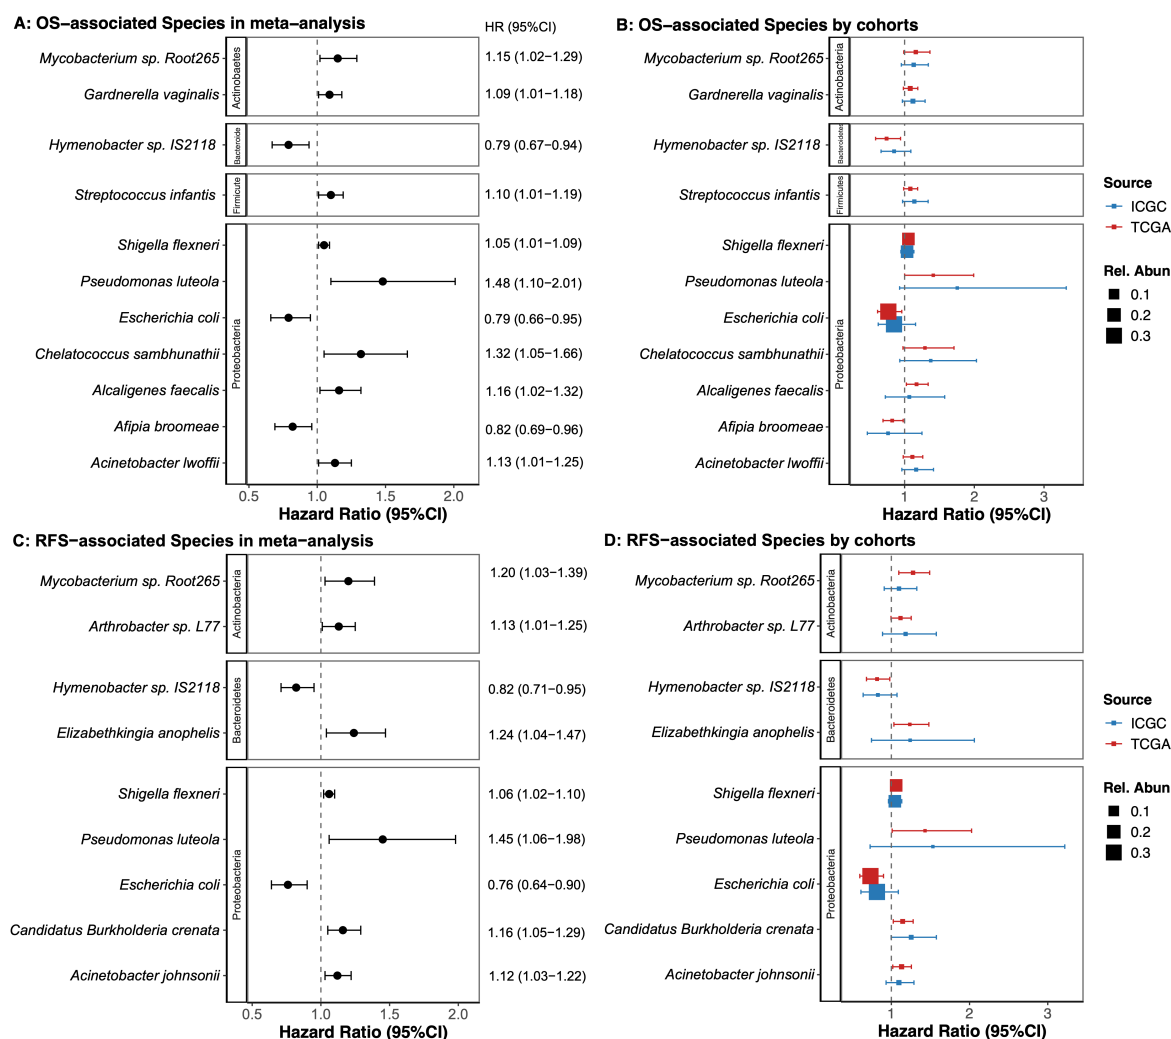 A: OS−associated Species in meta−analysis
HR (95%CI)
Actinobaetes
Mycobacterium sp. Root265
1.15 (1.02−1.29)
Gardnerella vaginalis
1.09 (1.01−1.18)
Bacteroide
Hymenobacter sp. IS2118
0.79 (0.67−0.94)
Firmicute
Streptococcus infantis
1.10 (1.01−1.19)
Proteobacteria
Shigella flexneri
1.05 (1.01−1.09)
Pseudomonas luteola
1.48 (1.10−2.01)
Escherichia coli
0.79 (0.66−0.95)
Chelatococcus sambhunathii
1.32 (1.05−1.66)
Alcaligenes faecalis
1.16 (1.02−1.32)
Afipia broomeae
0.82 (0.69−0.96)
Acinetobacter lwoffii
1.13 (1.01−1.25)
0.5 1.0 1.5 2.0
Hazard Ratio (95%CI)
B: OS−associated Species by cohorts
Actinobacteria
Mycobacterium sp. Root265
Gardnerella vaginalis
Bacteroidetes
Hymenobacter sp. IS2118
Firmicutes
Streptococcus infantis
Proteobacteria
Shigella flexneri
Pseudomonas luteola
Escherichia coli
Chelatococcus sambhunathii
Alcaligenes faecalis
Afipia broomeae
Acinetobacter lwoffii
1 2 3
Hazard Ratio (95%CI)
Source
ICGC
TCGA
Rel. Abun
0.1
0.2
0.3
C: RFS−associated Species in meta−analysis
Actinobacteria
Mycobacterium sp. Root265
1.20 (1.03−1.39)
Arthrobacter sp. L77
1.13 (1.01−1.25)
Bacteroidetes
Hymenobacter sp. IS2118
0.82 (0.71−0.95)
Elizabethkingia anophelis
1.24 (1.04−1.47)
Proteobacteria
Shigella flexneri
1.06 (1.02−1.10)
Pseudomonas luteola
1.45 (1.06−1.98)
Escherichia coli
0.76 (0.64−0.90)
Candidatus Burkholderia crenata
1.16 (1.05−1.29)
Acinetobacter johnsonii
1.12 (1.03−1.22)
0.5 1.0 1.5 2.0
Hazard Ratio (95%CI)
D: RFS−associated Species by cohorts
Actinobacteria
Mycobacterium sp. Root265
Arthrobacter sp. L77
Bacteroidetes
Hymenobacter sp. IS2118
Elizabethkingia anophelis
Proteobacteria
Shigella flexneri
Pseudomonas luteola
Escherichia coli
Candidatus Burkholderia crenata
Acinetobacter johnsonii
1 2 3
Hazard Ratio (95%CI)
Source
ICGC
TCGA
Rel. Abun
0.1
0.2
0.3